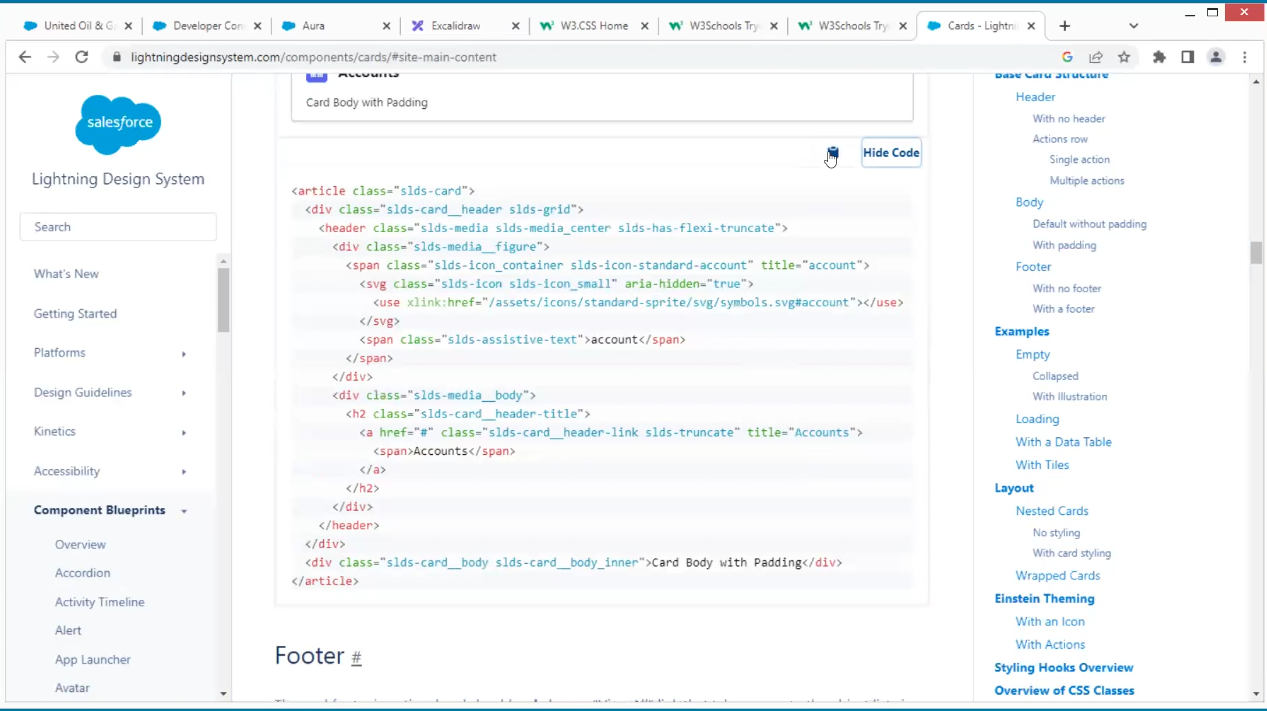 United Oil & G
Developer Con
Aura
Excalidraw
W3.CSS Home
W3Schools Try
W3Schools Try
Cards - Lightni
lightningdesignsystem.com/components/cards/#site-main-content
salesforce
Lightning Design System
Search
What's New
Getting Started
Platforms
Design Guidelines
Kinetics
Accessibility
Component Blueprints
Overview
Accordion
Activity Timeline
Alert
App Launcher
Avatar
Accounts
Card Body with Padding
Hide Code
<article class="slds-card">
<div class="slds-card__header slds-grid">
<header class="slds-media slds-media_center slds-has-flexi-truncate">
<div class="slds-media__figure">
<span class="slds-icon_container slds-icon-standard-account" title="account">
<svg class="slds-icon slds-icon_small" aria-hidden="true">
<use xlink:href="/assets/icons/standard-sprite/svg/symbols.svg#account"></use>
</svg>
<span class="slds-assistive-text">account</span>
</span>
</div>
<div class="slds-media__body">
<h2 class="slds-card__header-title">
<a href="#" class="slds-card__header-link slds-truncate" title="Accounts">
<span>Accounts</span>
</a>
</h2>
</div>
</header>
</div>
<div class="slds-card__body slds-card__body_inner">Card Body with Padding</div>
</article>
Footer #
Base Card Structure
Header
With no header
Actions row
Single action
Multiple actions
Body
Default without padding
With padding
Footer
With no footer
With a footer
Examples
Empty
Collapsed
With Illustration
Loading
With a Data Table
With Tiles
Layout
Nested Cards
No styling
With card styling
Wrapped Cards
Einstein Theming
With an Icon
With Actions
Styling Hooks Overview
Overview of CSS Classes